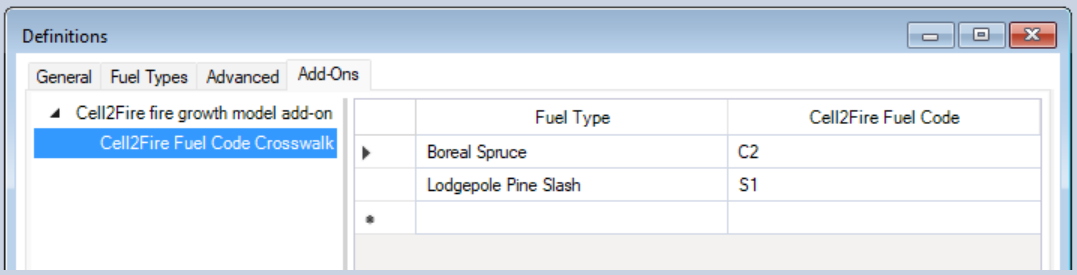 Definitions
General Fuel Types Advanced Add-Ons
Cell2Fire fire growth model add-on
Cell2Fire Fuel Code Crosswalk
Fuel Type Cell2Fire Fuel Code
Boreal Spruce C2
Lodgepole Pine Slash S1